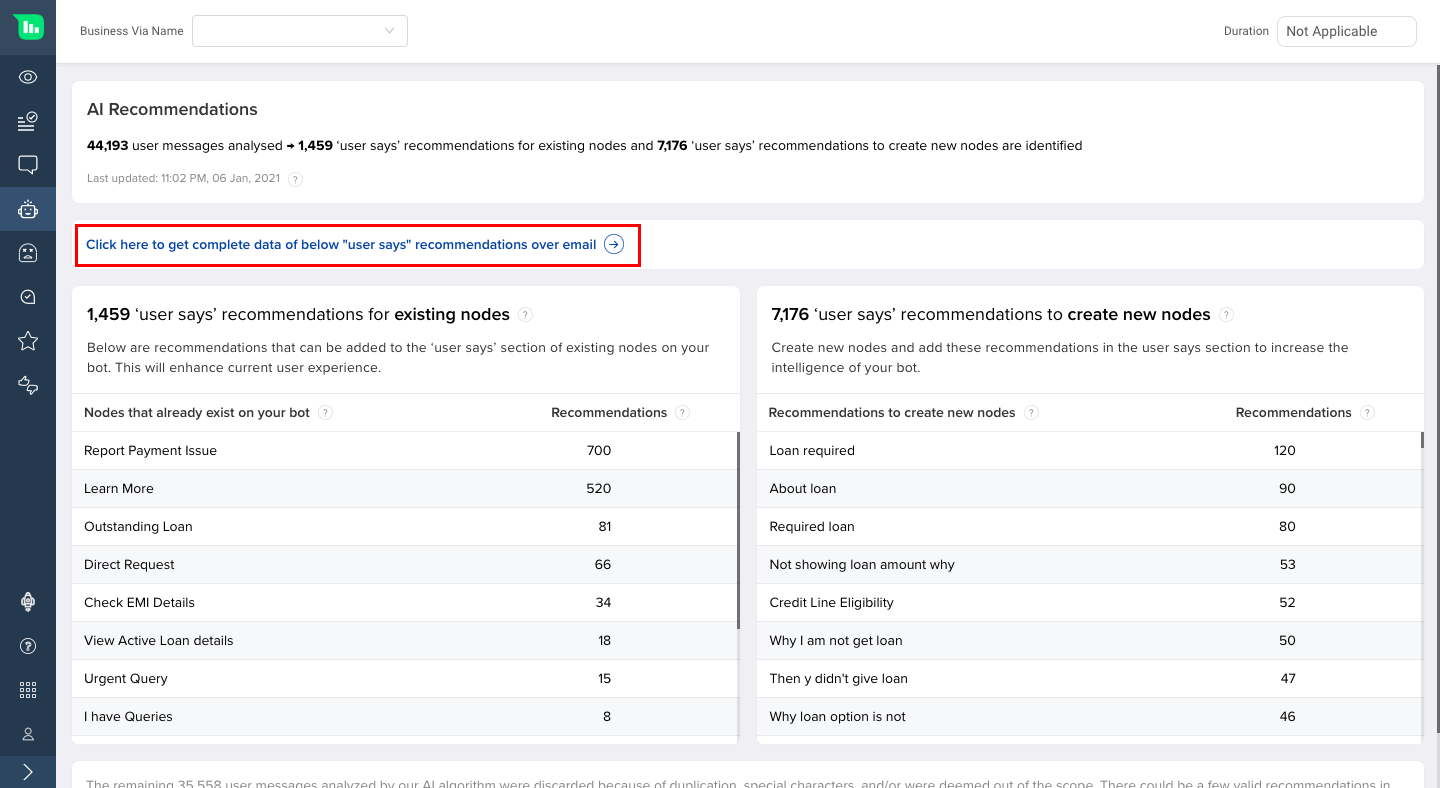 Business Via Name
Duration Not Applicable
AI Recommendations
44,193 user messages analysed → 1,459 ‘user says’ recommendations for existing nodes and 7,176 ‘user says’ recommendations to create new nodes are identified
Last updated: 11:02 PM, 06 Jan, 2021 ?
Click here to get complete data of below "user says" recommendations over email
1,459 ‘user says’ recommendations for existing nodes ?
Below are recommendations that can be added to the ‘user says’ section of existing nodes on your
bot. This will enhance current user experience.
Nodes that already exist on your bot ? Recommendations ?
Report Payment Issue 700
Learn More 520
Outstanding Loan 81
Direct Request 66
Check EMI Details 34
View Active Loan details 18
Urgent Query 15
I have Queries 8
7,176 ‘user says’ recommendations to create new nodes ?
Create new nodes and add these recommendations in the user says section to increase the
intelligence of your bot.
Recommendations to create new nodes ? Recommendations ?
Loan required 120
About loan 90
Required loan 80
Not showing loan amount why 53
Credit Line Eligibility 52
Why I am not get loan 50
Then y didn't give loan 47
Why loan option is not 46
The remaining 35,558 user messages analyzed by our AI algorithm were discarded because of duplication, special characters, and/or were deemed out of the scope. There could be a few valid recommendations in